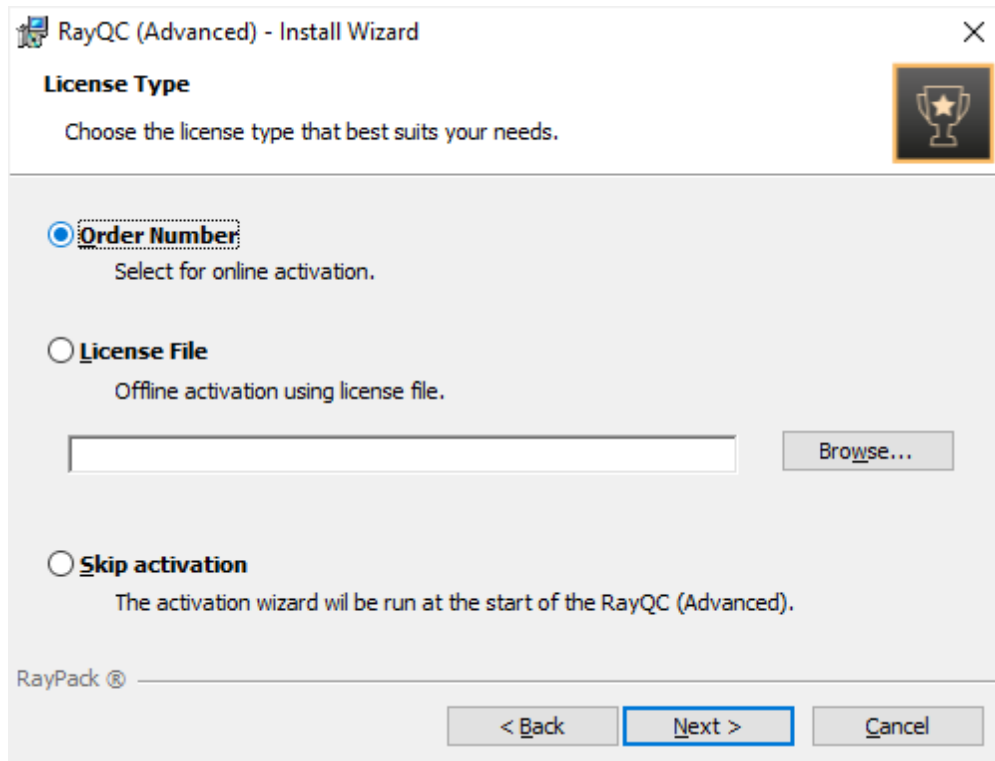 RayQC (Advanced) - Install Wizard
License Type
Choose the license type that best suits your needs.
Order Number
Select for online activation.
License File
Offline activation using license file.
Browse...
Skip activation
The activation wizard wil be run at the start of the RayQC (Advanced).
RayPack ®
< Back Next > Cancel